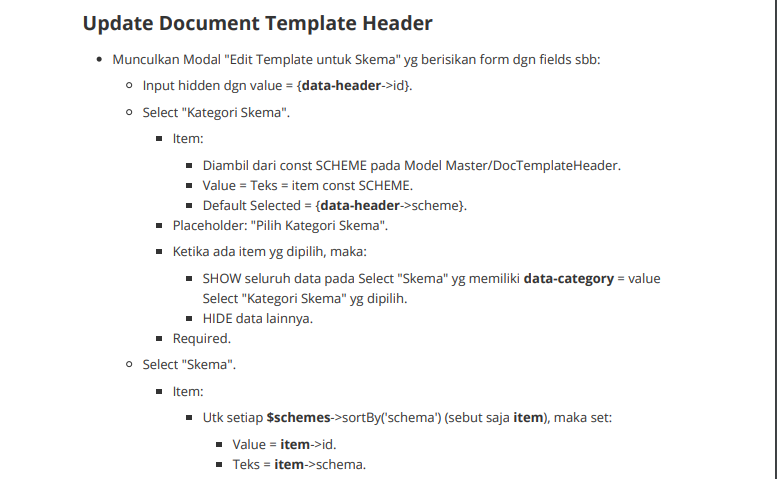 Update Document Template Header
Munculkan Modal "Edit Template untuk Skema" yg berisikan form dgn fields sbb:
Input hidden dgn value = {data-header->id}.
Select "Kategori Skema".
Item:
Diambil dari const SCHEME pada Model Master/DocTemplateHeader.
Value = Teks = item const SCHEME.
Default Selected = {data-header->scheme}.
Placeholder: "Pilih Kategori Skema".
Ketika ada item yg dipilih, maka:
SHOW seluruh data pada Select "Skema" yg memiliki data-category = value
Select "Kategori Skema" yg dipilih.
HIDE data lainnya.
Required.
Select "Skema".
Item:
Utk setiap $schemes->sortBy('schema') (sebut saja item), maka set:
Value = item->id.
Teks = item->schema.